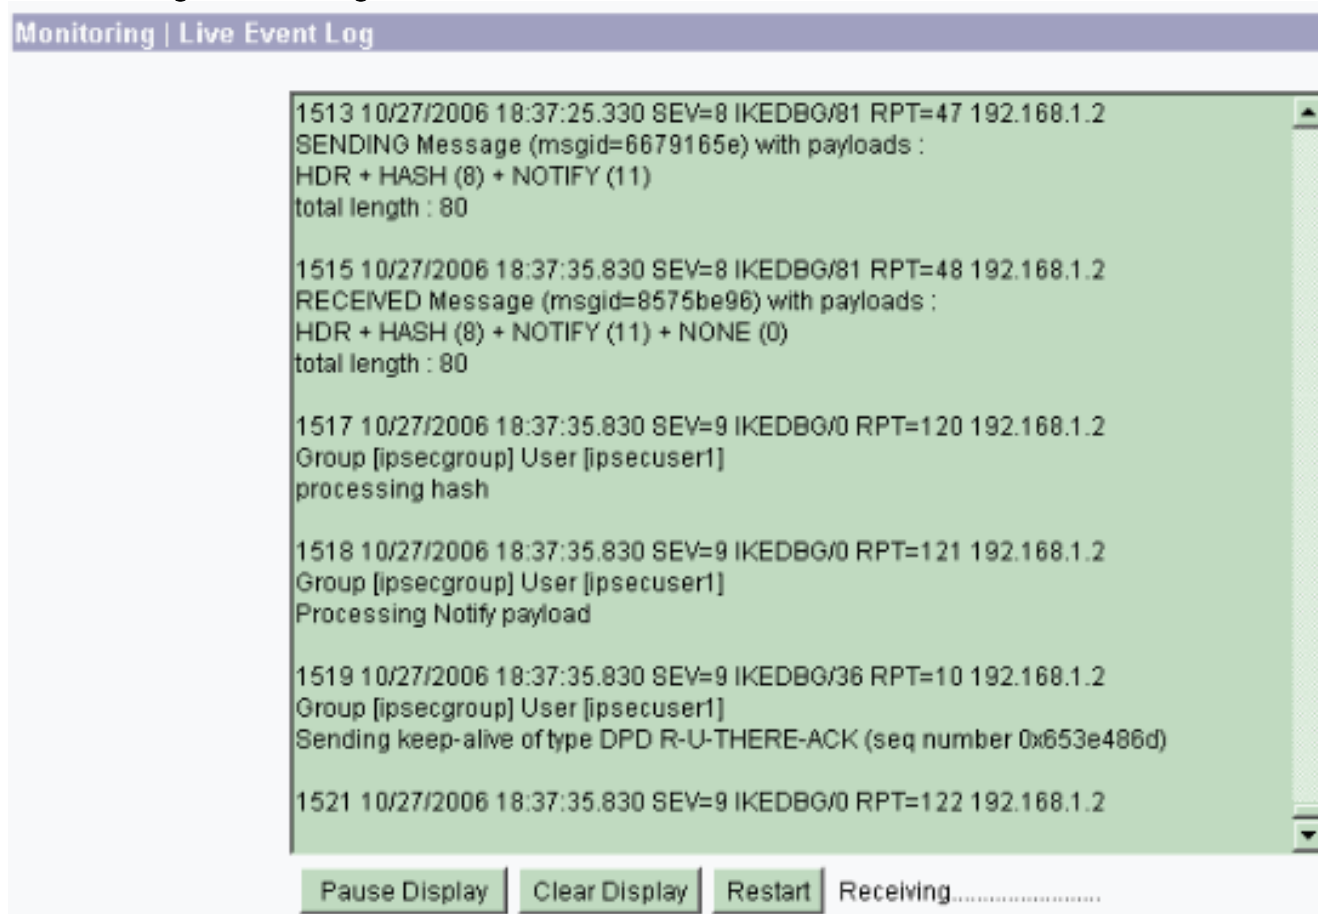 Monitoring | Live Event Log
1513 10/27/2006 18:37:25.330 SEV=8 IKEDBG/81 RPT=47 192.168.1.2
SENDING Message (msgid=6679165e) with payloads :
HDR + HASH (8) + NOTIFY (11)
total length : 80
1515 10/27/2006 18:37:35.830 SEV=8 IKEDBG/81 RPT=48 192.168.1.2
RECEIVED Message (msgid=8575be96) with payloads :
HDR + HASH (8) + NOTIFY (11) + NONE (0)
total length : 80
1517 10/27/2006 18:37:35.830 SEV=9 IKEDBG/0 RPT=120 192.168.1.2
Group [ipsecgroup] User [ipsecuser1]
processing hash
1518 10/27/2006 18:37:35.830 SEV=9 IKEDBG/0 RPT=121 192.168.1.2
Group [ipsecgroup] User [ipsecuser1]
Processing Notify payload
1519 10/27/2006 18:37:35.830 SEV=9 IKEDBG/36 RPT=10 192.168.1.2
Group [ipsecgroup] User [ipsecuser1]
Sending keep-alive of type DPD R-U-THERE-ACK (seq number 0x653e486d)
1521 10/27/2006 18:37:35.830 SEV=9 IKEDBG/0 RPT=122 192.168.1.2
Pause Display Clear Display Restart Receiving........................